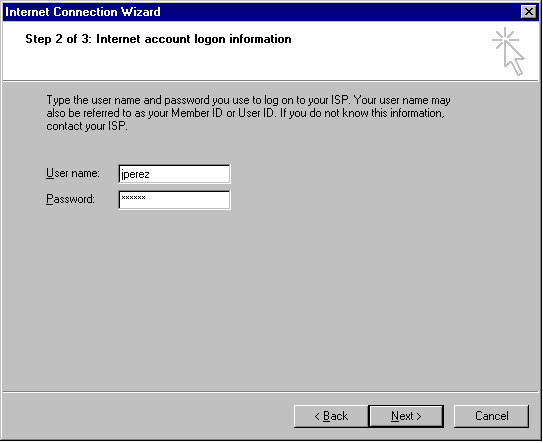 Internet Connection Wizard
Step 2 of 3: Internet account logon information
Type the user name and password you use to log on to your ISP. Your user name may
also be referred to as your Member ID or User ID. If you do not know this information,
contact your ISP.
User name: jperez
Password: ******
< Back Next > Cancel